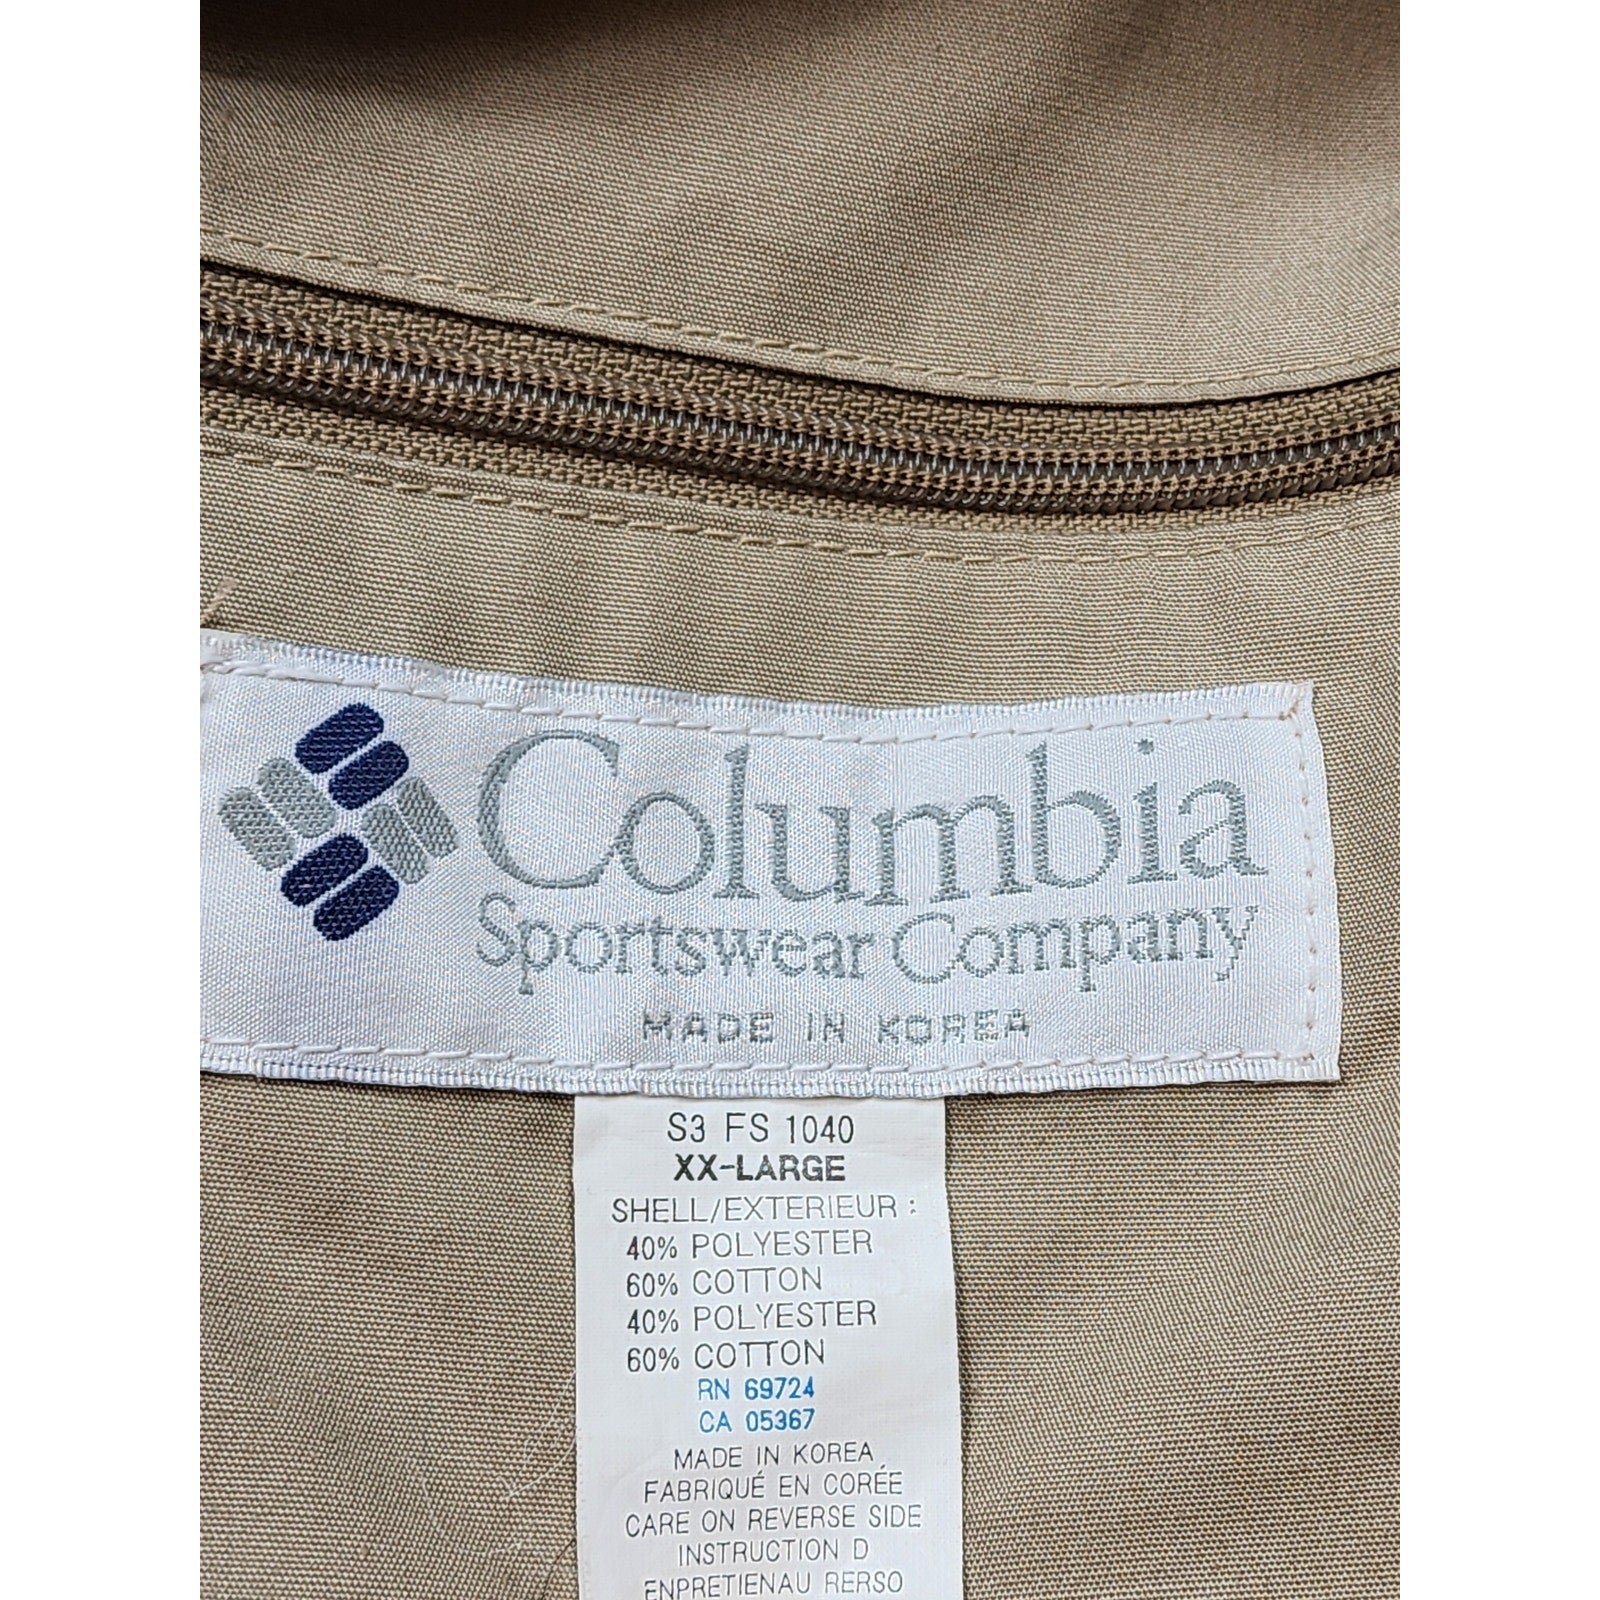 Columbia
Sportswear Company
MADE IN KOREA
S3 FS 1040
XX-LARGE
SHELL/EXTERIEUR :
40% POLYESTER
60% COTTON
40% POLYESTER
60% COTTON
RN 69724
CA 05367
MADE IN KOREA
FABRIQUÉ EN CORÉE
CARE ON REVERSE SIDE
INSTRUCTION D
ENPRETIENAU RERSO